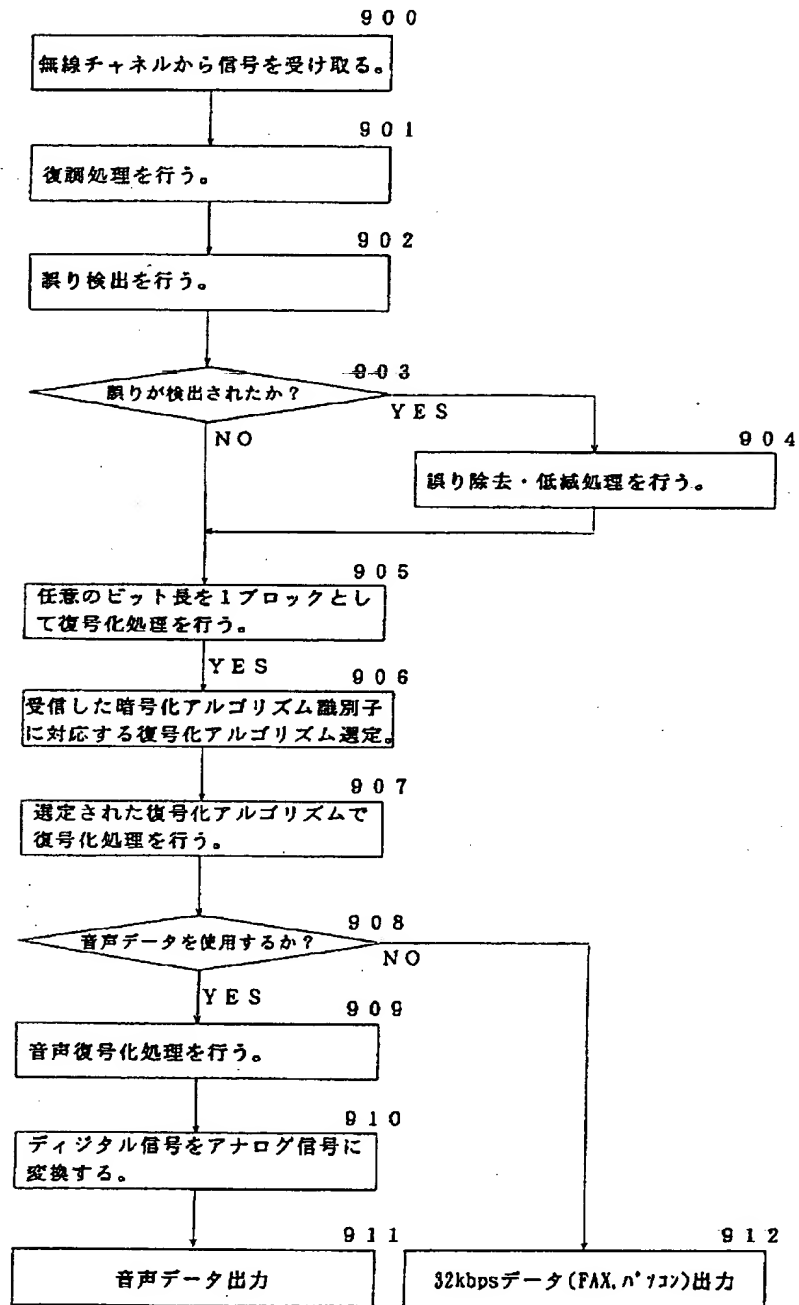 900
無線チャネルから信号を受け取る。
901
復調処理を行う。
902
誤り検出を行う。
903
誤りが検出されたか？
YES
NO
904
誤り除去・低減処理を行う。
905
任意のビット長を1ブロックとし
て復号化処理を行う。
YES
906
受信した暗号化アルゴリズム識別子
に対応する復号化アルゴリズム選定。
907
選定された復号化アルゴリズムで
復号化処理を行う。
908
音声データを使用するか？
NO
YES
909
音声復号化処理を行う。
910
ディジタル信号をアナログ信号に
変換する。
911
音声データ出力
912
32kbpsデータ(FAX,ﾊﾟｿｺﾝ)出力